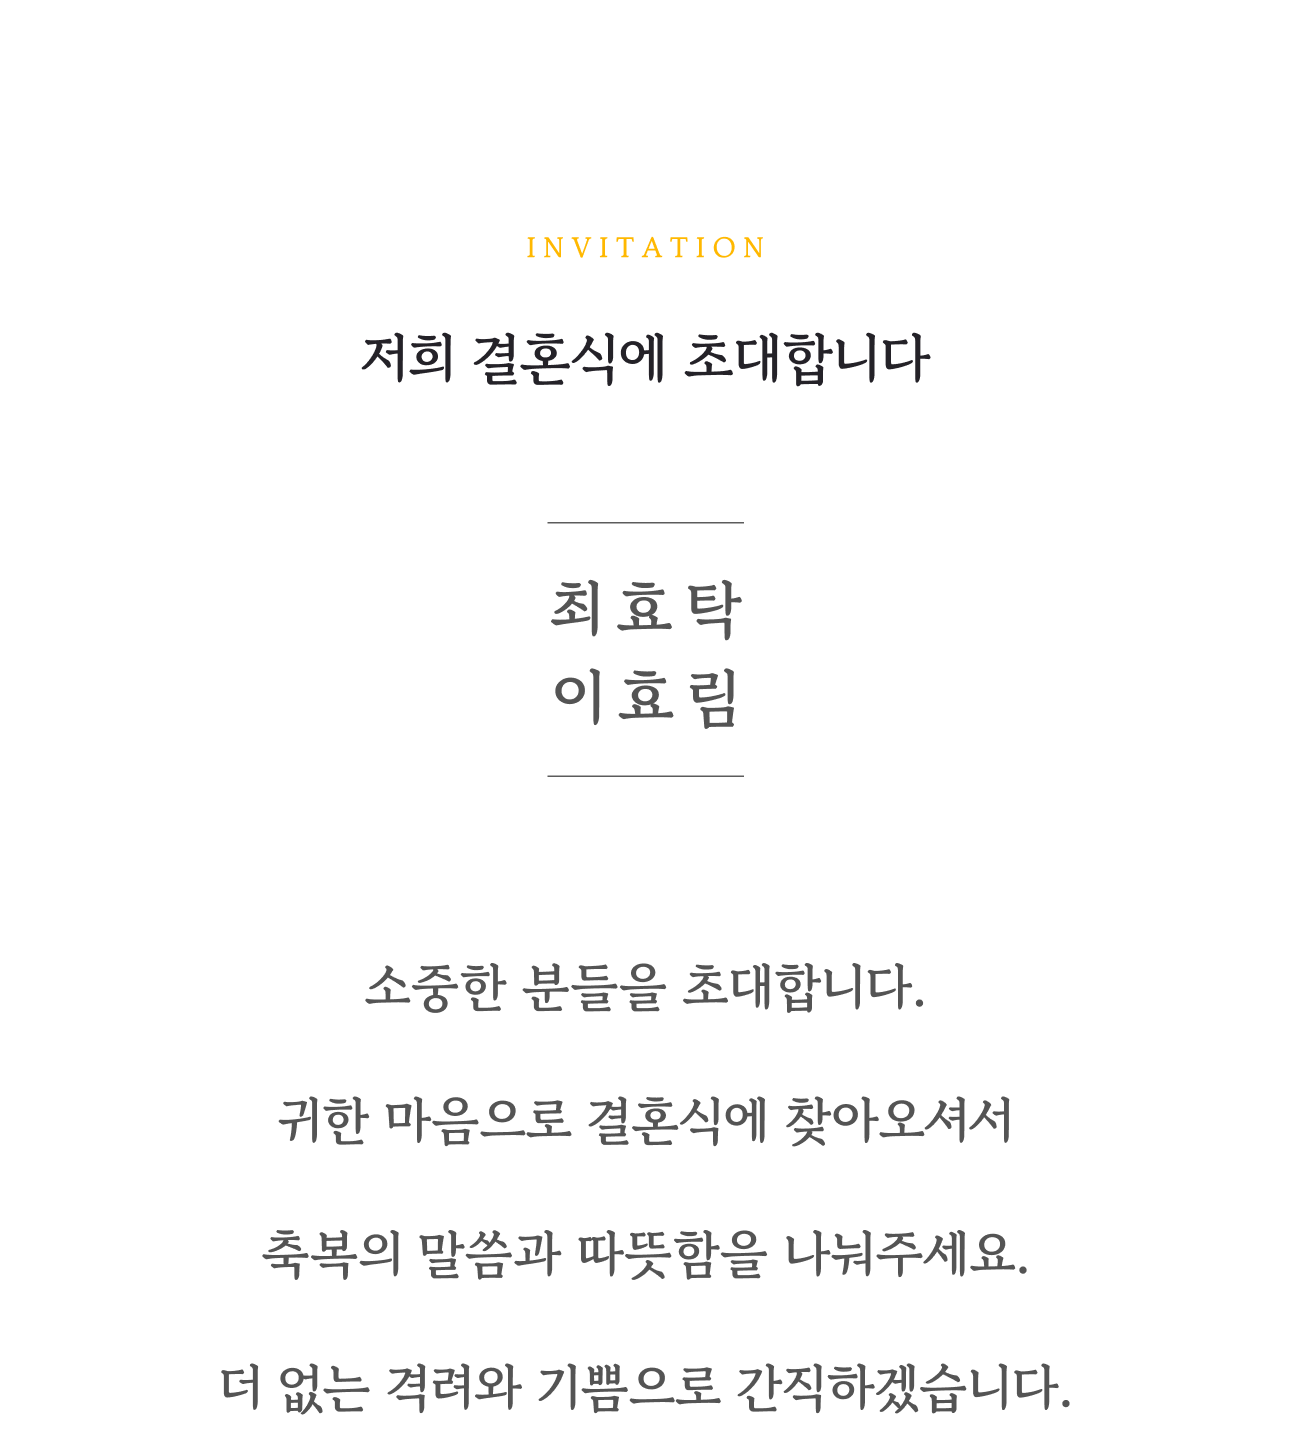 INVITATION
저희 결혼식에 초대합니다
최효탁
이효림
소중한 분들을 초대합니다.
귀한 마음으로 결혼식에 찾아오셔서
축복의 말씀과 따뜻함을 나눠주세요.
더 없는 격려와 기쁨으로 간직하겠습니다.